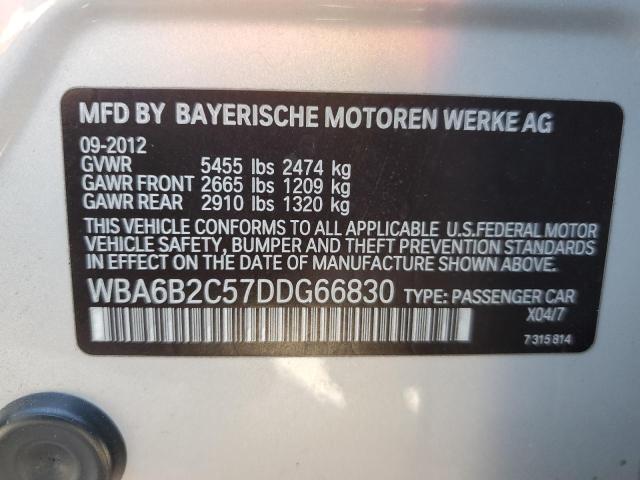 MFD BY BAYERISCHE MOTOREN WERKE AG
09-2012
GVWR 5455 lbs 2474 kg
GAWR FRONT 2665 lbs 1209 kg
GAWR REAR 2910 lbs 1320 kg
THIS VEHICLE CONFORMS TO ALL APPLICABLE U.S.FEDERAL MOTOR
VEHICLE SAFETY, BUMPER AND THEFT PREVENTION STANDARDS
IN EFFECT ON THE DATE OF MANUFACTURE SHOWN ABOVE.
WBA6B2C57DDG66830 TYPE: PASSENGER CAR
X04/7
7315814